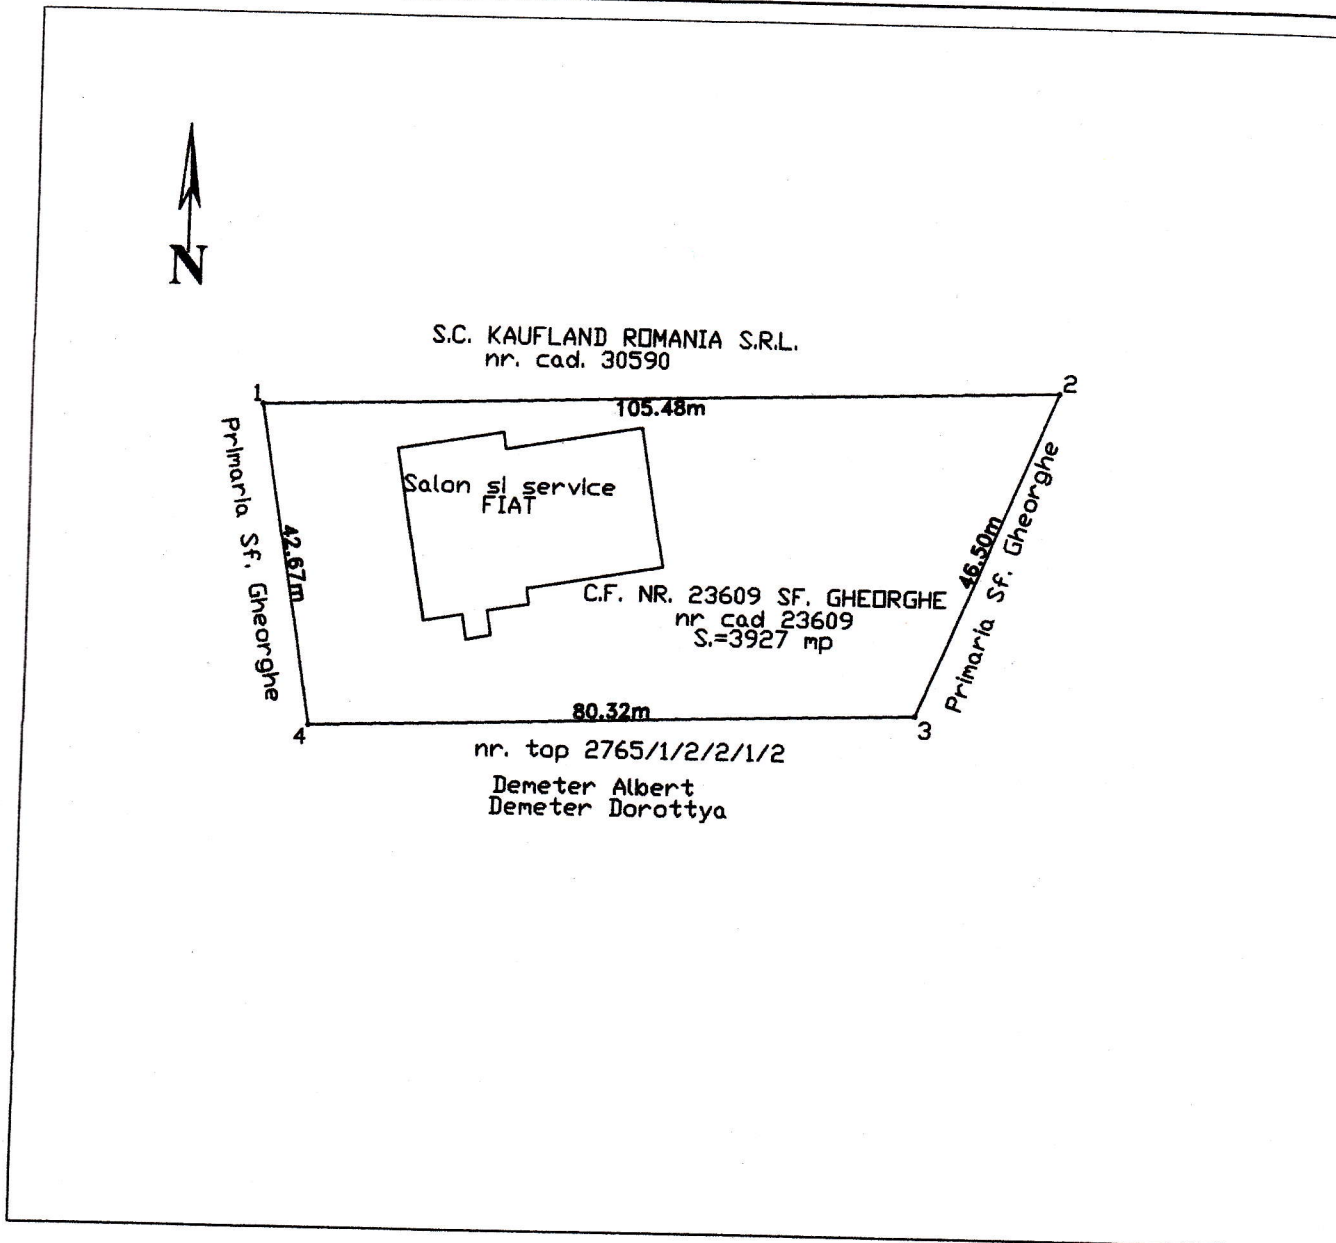 N
S.C. KAUFLAND ROMANIA S.R.L.
nr. cad. 30590
1
2
105.48m
Primaria Sf. Gheorghe
42.67m
Salon si service
FIAT
46.50m
Primaria Sf. Gheorghe
C.F. NR. 23609 SF. GHEORGHE
nr cad 23609
S.=3927 mp
80.32m
4
3
nr. top 2765/1/2/2/1/2
Demeter Albert
Demeter Dorottya